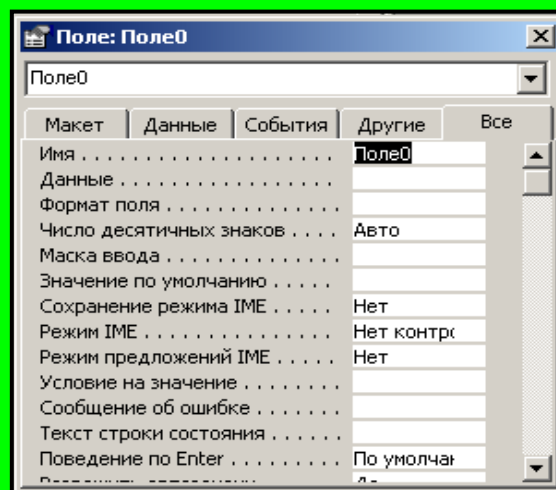 Поле: Поле0
Поле0
Макет Данные События Другие Все
Имя . . . . . . . . . . . . . . . . . . . . Поле0
Данные . . . . . . . . . . . . . . . . .
Формат поля . . . . . . . . . . . . .
Число десятичных знаков . . . . Авто
Маска ввода . . . . . . . . . . . . . .
Значение по умолчанию . . . . .
Сохранение режима IME . . . . . Нет
Режим IME . . . . . . . . . . . . . . . Нет контро
Режим предложений IME . . . . . Нет
Условие на значение . . . . . . . .
Сообщение об ошибке . . . . . . .
Текст строки состояния . . . . . .
Поведение по Enter . . . . . . . . . По умолчан